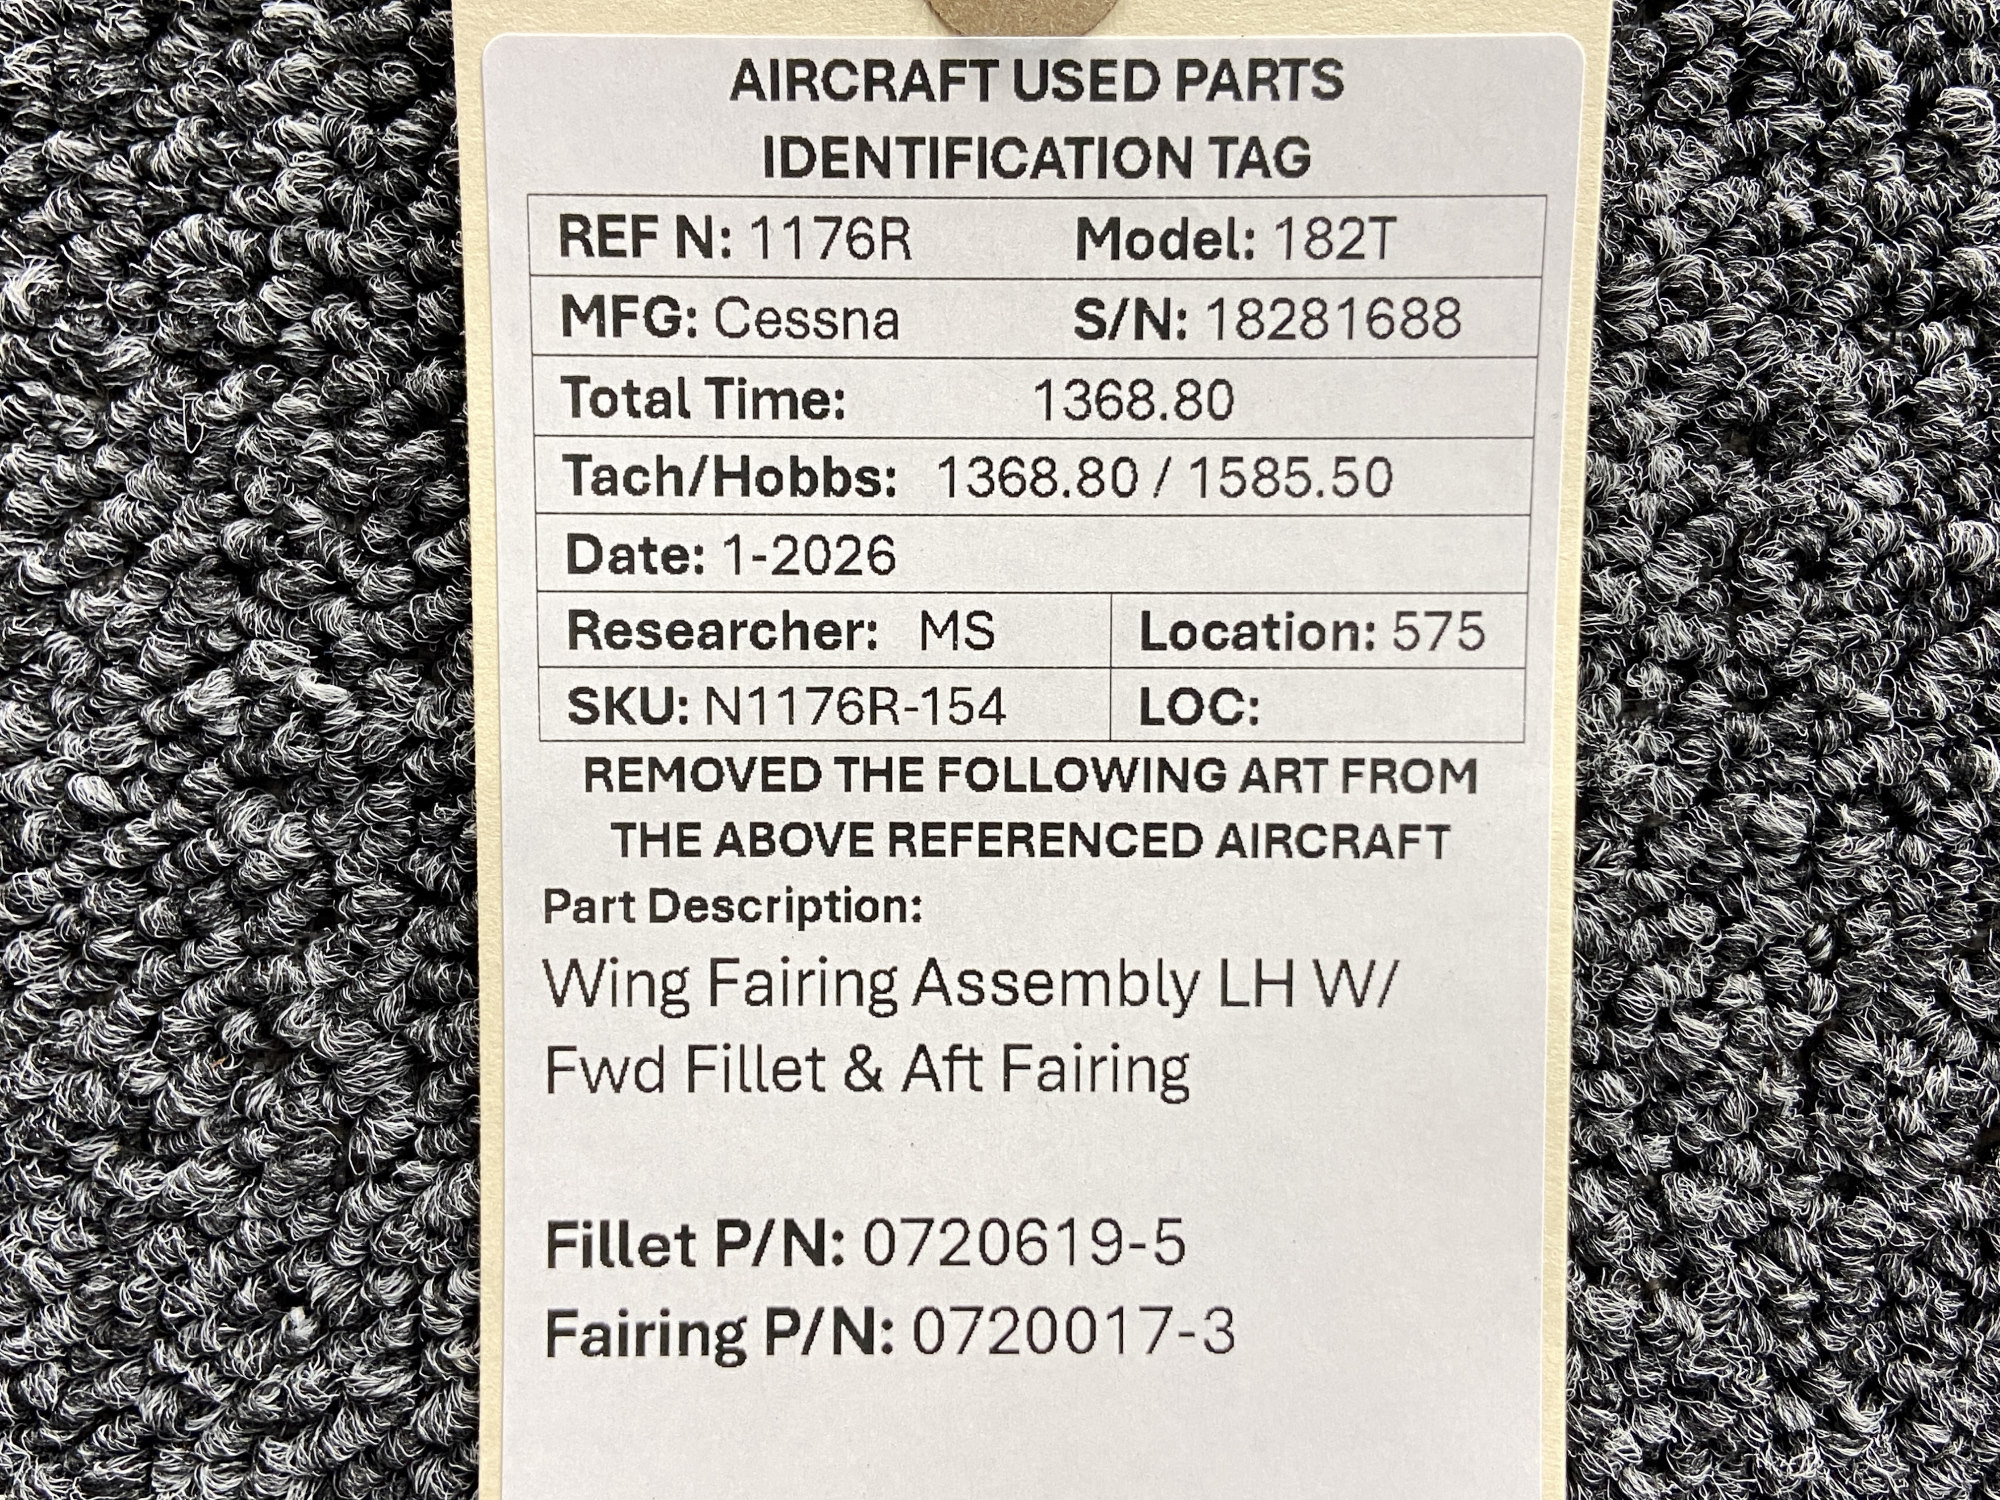 AIRCRAFT USED PARTS
IDENTIFICATION TAG
REF N: 1176R Model: 182T
MFG: Cessna S/N: 18281688
Total Time: 1368.80
Tach/Hobbs: 1368.80 / 1585.50
Date: 1-2026
Researcher: MS Location: 575
SKU: N1176R-154 LOC:
REMOVED THE FOLLOWING ART FROM
THE ABOVE REFERENCED AIRCRAFT
Part Description:
Wing Fairing Assembly LH W/
Fwd Fillet & Aft Fairing
Fillet P/N: 0720619-5
Fairing P/N: 0720017-3